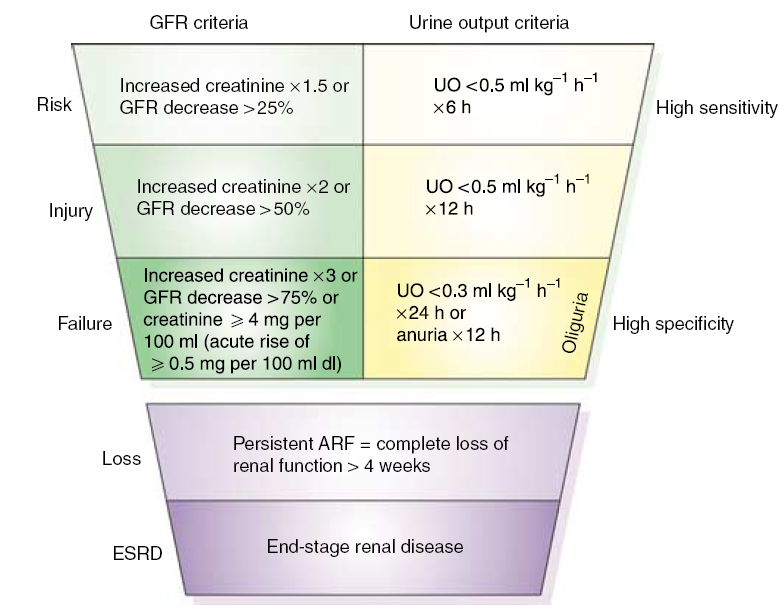 GFR criteria
Urine output criteria
Risk
Increased creatinine ×1.5 or
GFR decrease >25%
UO <0.5 ml kg⁻¹ h⁻¹
×6 h
High sensitivity
Injury
Increased creatinine ×2 or
GFR decrease >50%
UO <0.5 ml kg⁻¹ h⁻¹
×12 h
Failure
Increased creatinine ×3 or
GFR decrease >75% or
creatinine ⩾ 4 mg per
100 ml (acute rise of
⩾ 0.5 mg per 100 ml dl)
UO <0.3 ml kg⁻¹ h⁻¹
×24 h or
anuria ×12 h
Oliguria
High specificity
Loss
Persistent ARF = complete loss of
renal function > 4 weeks
ESRD
End-stage renal disease